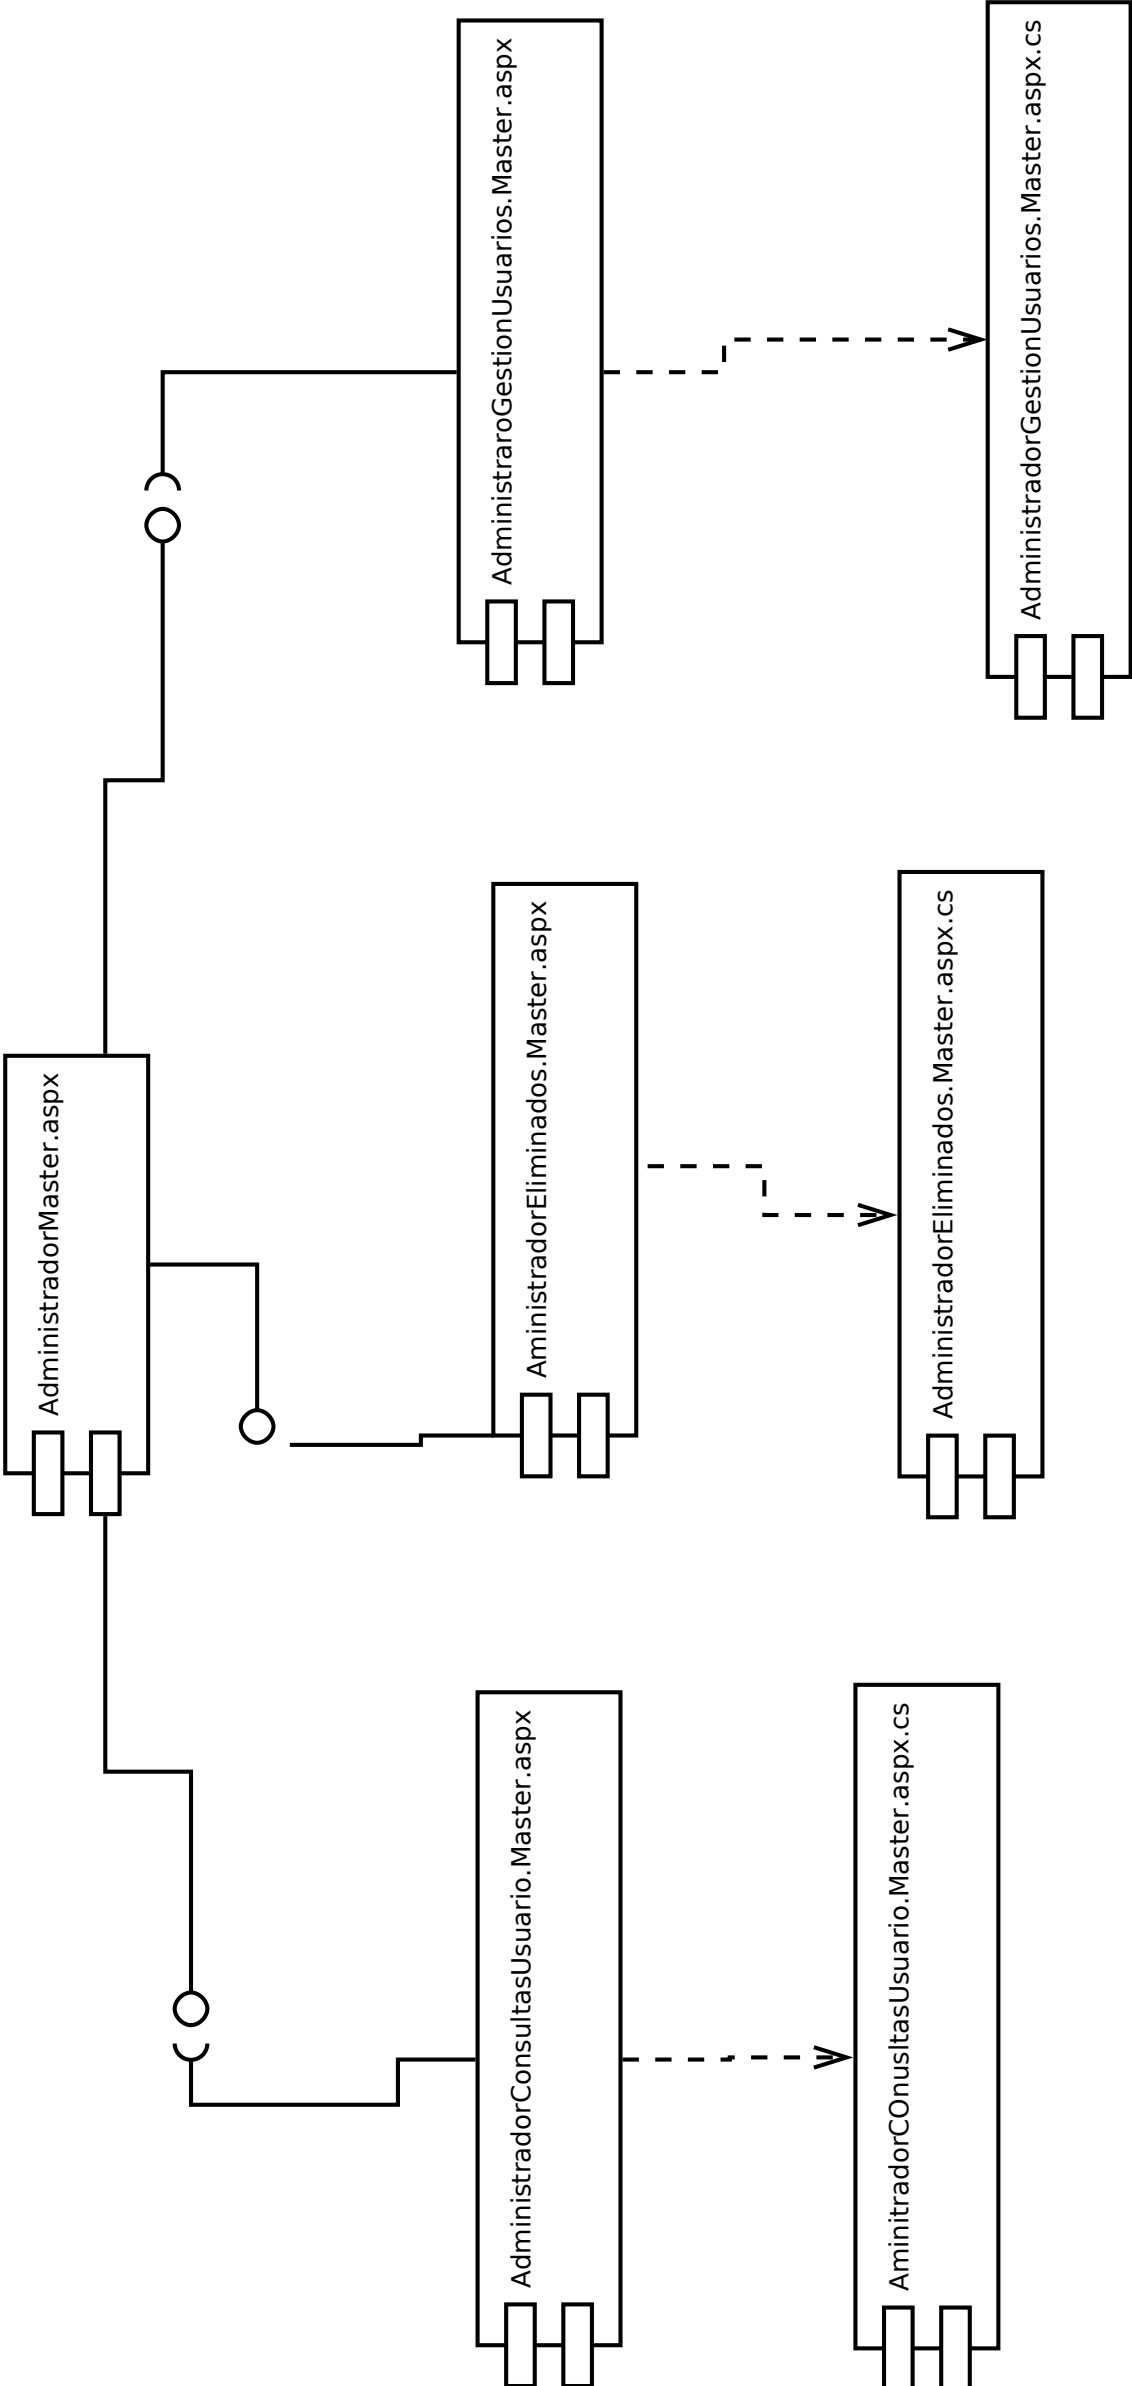 AdministradorMaster.aspx
AdministradorConsultasUsuario.Master.aspx
AministradorEliminados.Master.aspx
AdministraroGestionUsuarios.Master.aspx
AminitradorCOnusltasUsuario.Master.aspx.cs
AdministradorEliminados.Master.aspx.cs
AdministradorGestionUsuarios.Master.aspx.cs